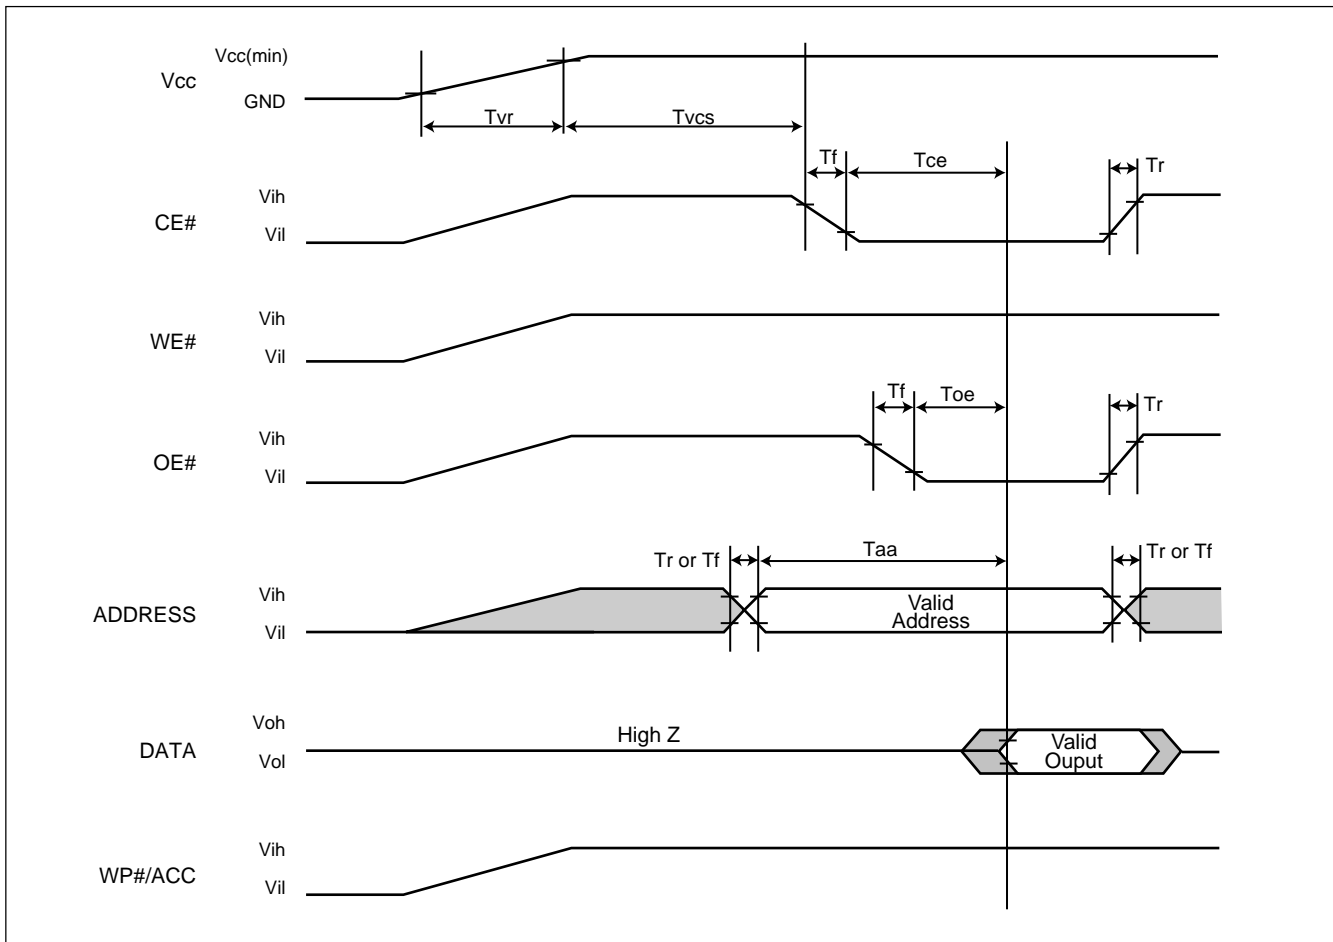 Vcc(min)
Vcc
GND
Tvr
Tvcs
Tf
Tce
Tr
Vih
CE#
Vil
Vih
WE#
Vil
Tf
Toe
Tr
Vih
OE#
Vil
Tr or Tf
Taa
Tr or Tf
Vih
ADDRESS
Valid
Address
Vil
Voh
High Z
DATA
Valid
Ouput
Vol
Vih
WP#/ACC
Vil